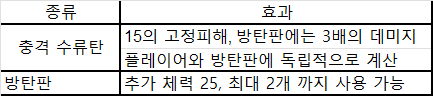 종류 효과
충격 수류탄 15의 고정피해, 방탄판에는 3배의 데미지
플레이어와 방탄판에 독립적으로 계산
방탄판 추가 체력 25, 최대 2개 까지 사용 가능